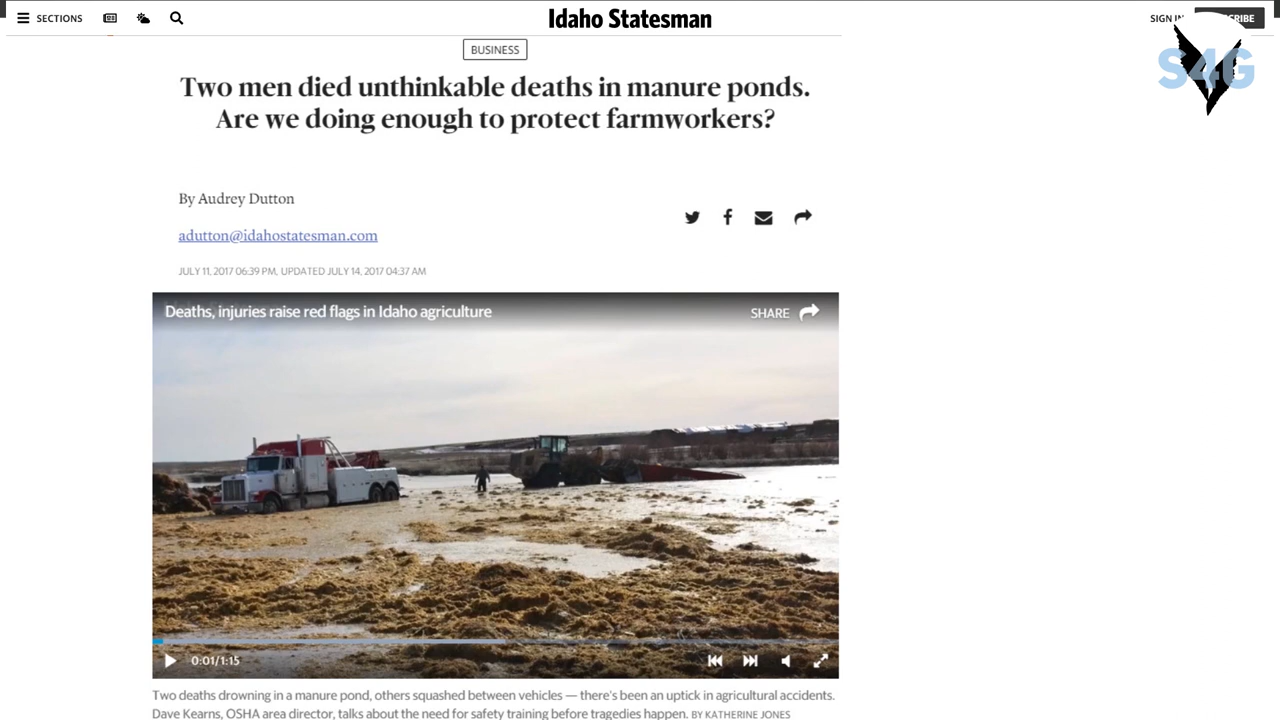 SECTIONS
Idaho Statesman
SIGN IN
S4G
BUSINESS
Two men died unthinkable deaths in manure ponds.
Are we doing enough to protect farmworkers?
By Audrey Dutton
adutton@idahostatesman.com
JULY 11, 2017 06:39 PM, UPDATED JULY 14, 2017 04:37 AM
Deaths, injuries raise red flags in Idaho agriculture
SHARE
0:01/1:15
Two deaths drowning in a manure pond, others squashed between vehicles — there's been an uptick in agricultural accidents.
Dave Kearns, OSHA area director, talks about the need for safety training before tragedies happen. BY KATHERINE JONES